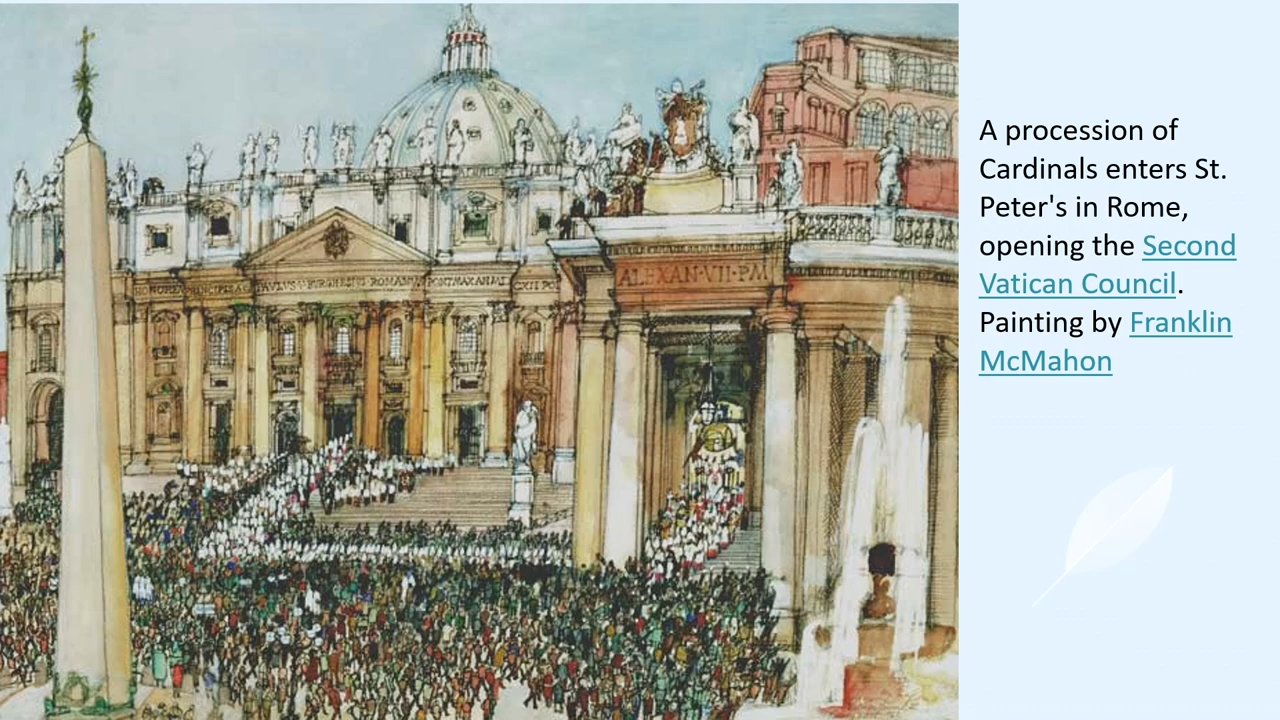 ALEXAN·VII·P·M
A procession of
Cardinals enters St.
Peter's in Rome,
opening the Second
Vatican Council.
Painting by Franklin
McMahon